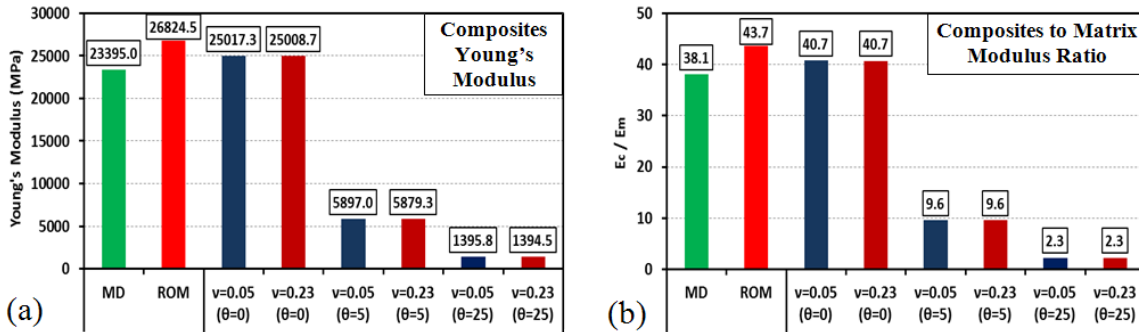 Composites
Young's
Modulus
Young's Modulus (MPa)
30000
25000
20000
15000
10000
5000
0
23395.0
26824.5
25017.3
25008.7
5897.0
5879.3
1395.8
1394.5
MD ROM v=0.05 v=0.23 v=0.05 v=0.23 v=0.05 v=0.23
(θ=0) (θ=0) (θ=5) (θ=5) (θ=25) (θ=25)
(a)
Composites to Matrix
Modulus Ratio
Ec / Em
50
40
30
20
10
0
38.1
43.7
40.7
40.7
9.6
9.6
2.3
2.3
MD ROM v=0.05 v=0.23 v=0.05 v=0.23 v=0.05 v=0.23
(θ=0) (θ=0) (θ=5) (θ=5) (θ=25) (θ=25)
(b)